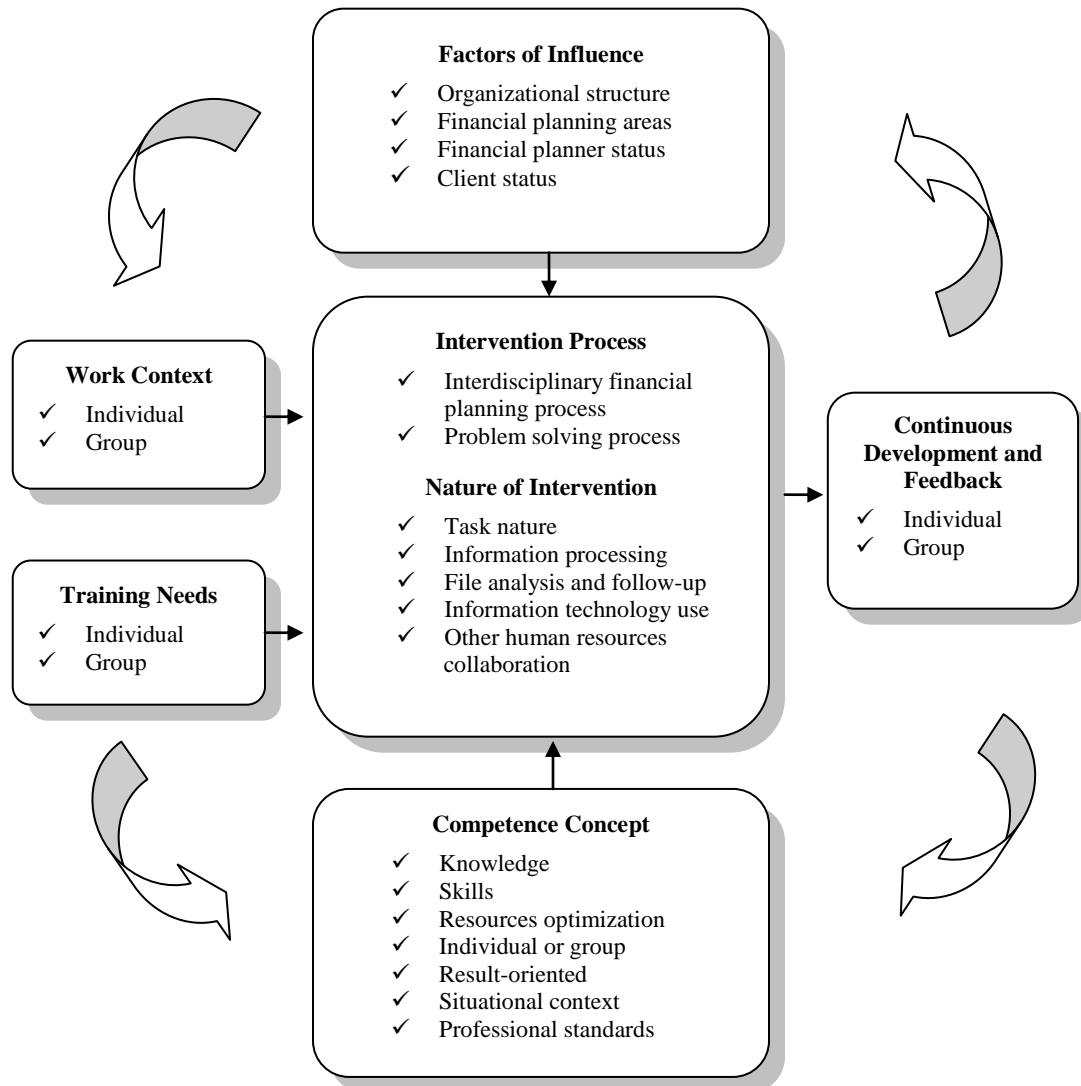 Factors of Influence
✓ Organizational structure
✓ Financial planning areas
✓ Financial planner status
✓ Client status
Work Context
✓ Individual
✓ Group
Training Needs
✓ Individual
✓ Group
Intervention Process
✓ Interdisciplinary financial
planning process
✓ Problem solving process
Nature of Intervention
✓ Task nature
✓ Information processing
✓ File analysis and follow-up
✓ Information technology use
✓ Other human resources
collaboration
Continuous
Development and
Feedback
✓ Individual
✓ Group
Competence Concept
✓ Knowledge
✓ Skills
✓ Resources optimization
✓ Individual or group
✓ Result-oriented
✓ Situational context
✓ Professional standards